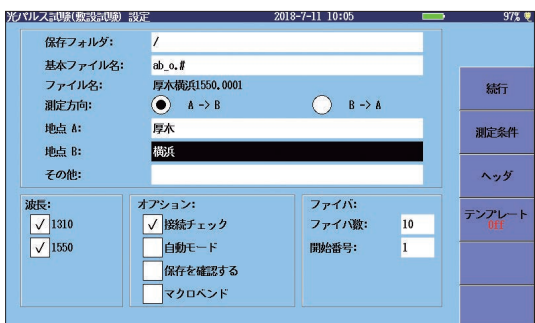 光パルス試験(敷設試験) 設定 2018-7-11 10:05 97%
保存フォルダ: /
基本ファイル名: ab_o.#
ファイル名: 厚木横浜1550.0001
測定方向: A -> B B -> A
地点 A: 厚木
地点 B: 横浜
その他:
続行
測定条件
ヘッダ
テンプレート
Off
波長:
1310
1550
オプション:
接続チェック
自動モード
保存を確認する
マクロベンド
ファイバ:
ファイバ数: 10
開始番号: 1